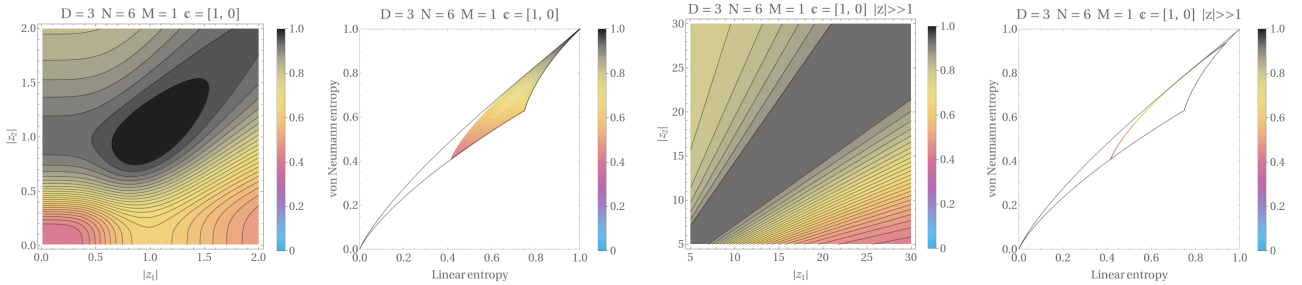 D = 3 N = 6 M = 1 𝕔 = [1, 0]
2.0
1.5
1.0
0.5
0.0
|z₂|
0.0 0.5 1.0 1.5 2.0
|z₁|
1.0
0.8
0.6
0.4
0.2
0
D = 3 N = 6 M = 1 𝕔 = [1, 0]
1.0
0.8
0.6
0.4
0.2
0.0
von Neumann entropy
0.0 0.2 0.4 0.6 0.8 1.0
Linear entropy
1.0
0.8
0.6
0.4
0.2
0
D = 3 N = 6 M = 1 𝕔 = [1, 0] |z|>>1
30
25
20
15
10
5
|z₂|
5 10 15 20 25 30
|z₁|
1.0
0.8
0.6
0.4
0.2
0
D = 3 N = 6 M = 1 𝕔 = [1, 0] |z|>>1
1.0
0.8
0.6
0.4
0.2
0.0
von Neumann entropy
0.0 0.2 0.4 0.6 0.8 1.0
Linear entropy
1.0
0.8
0.6
0.4
0.2
0